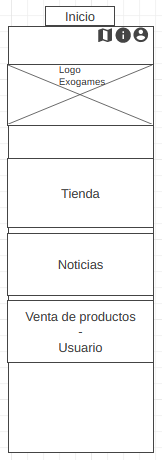 Inicio
Logo
Exogames
Tienda
Noticias
Venta de productos
-
Usuario